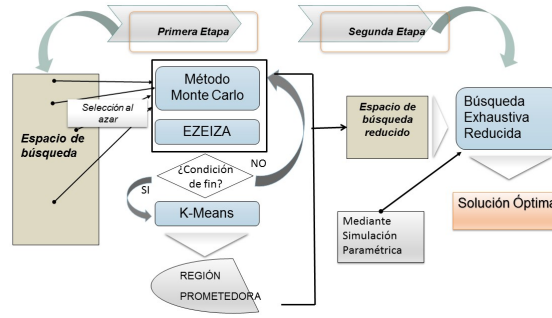 Primera Etapa
Segunda Etapa
Espacio de
búsqueda
Selección al
azar
Método
Monte Carlo
EZEIZA
¿Condición
de fin?
NO
SI
K-Means
REGIÓN
PROMETEDORA
Espacio de
búsqueda
reducido
Búsqueda
Exhaustiva
Reducida
Mediante
Simulación
Paramétrica
Solución Óptima